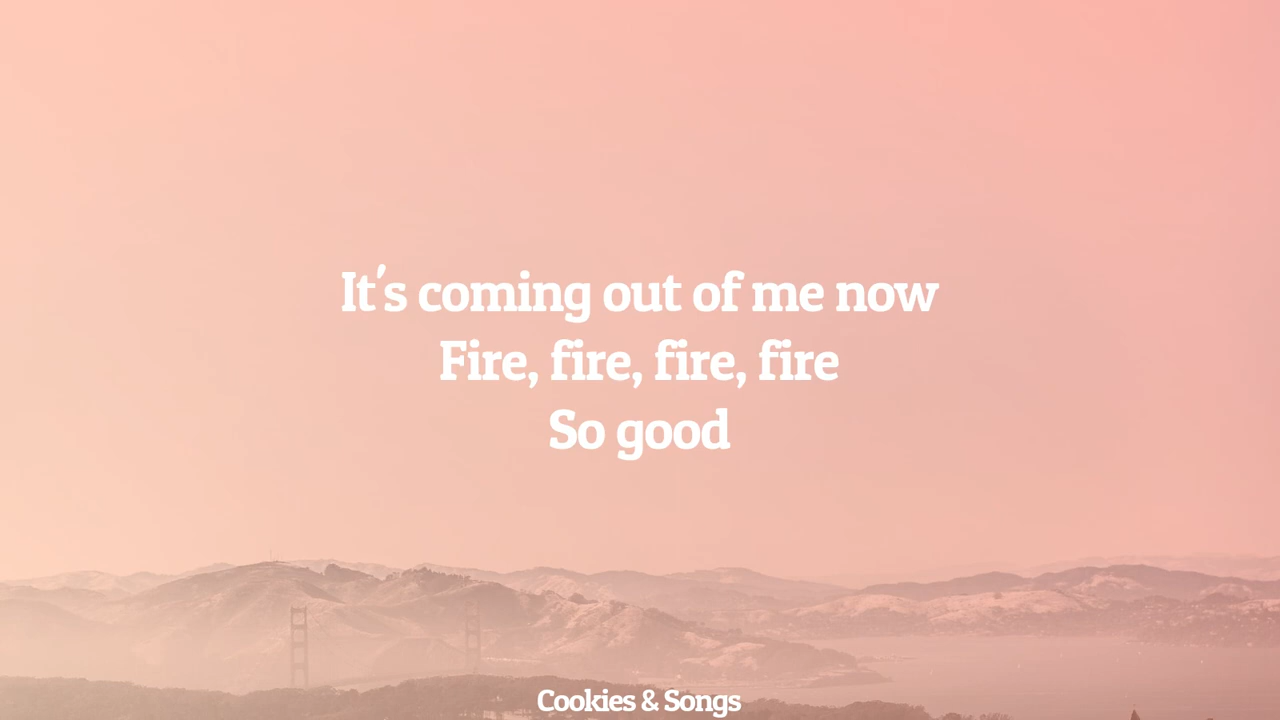 It's coming out of me now
Fire, fire, fire, fire
So good
Cookies & Songs